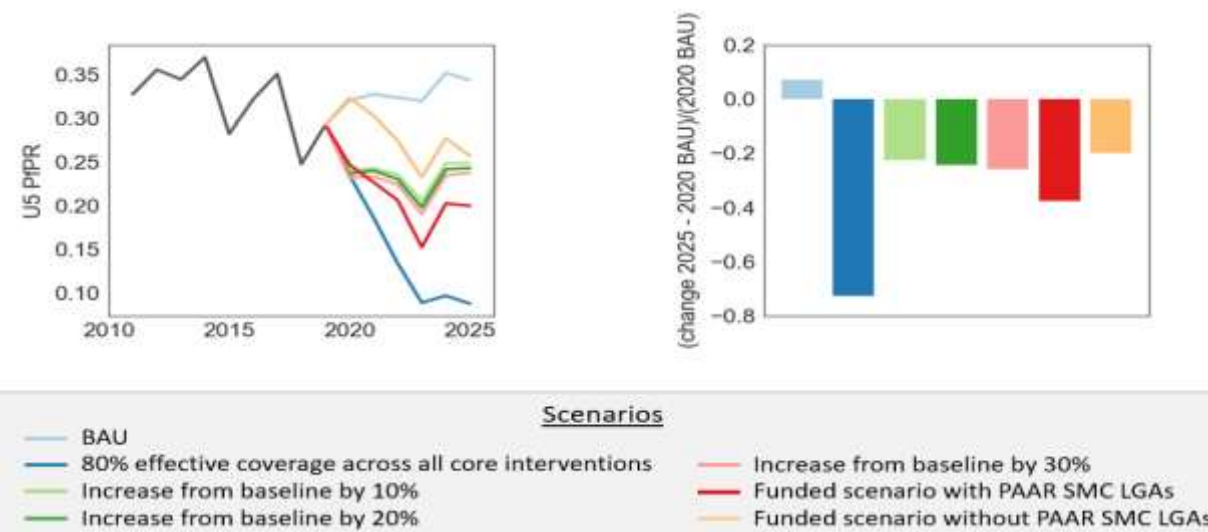 U5 PfPR
0.35
0.30
0.25
0.20
0.15
0.10
2010
2015
2020
2025
(change 2025 - 2020 BAU)/(2020 BAU)
0.2
0.0
−0.2
−0.4
−0.6
−0.8
Scenarios
BAU
80% effective coverage across all core interventions
Increase from baseline by 10%
Increase from baseline by 20%
Increase from baseline by 30%
Funded scenario with PAAR SMC LGAs
Funded scenario without PAAR SMC LGAs